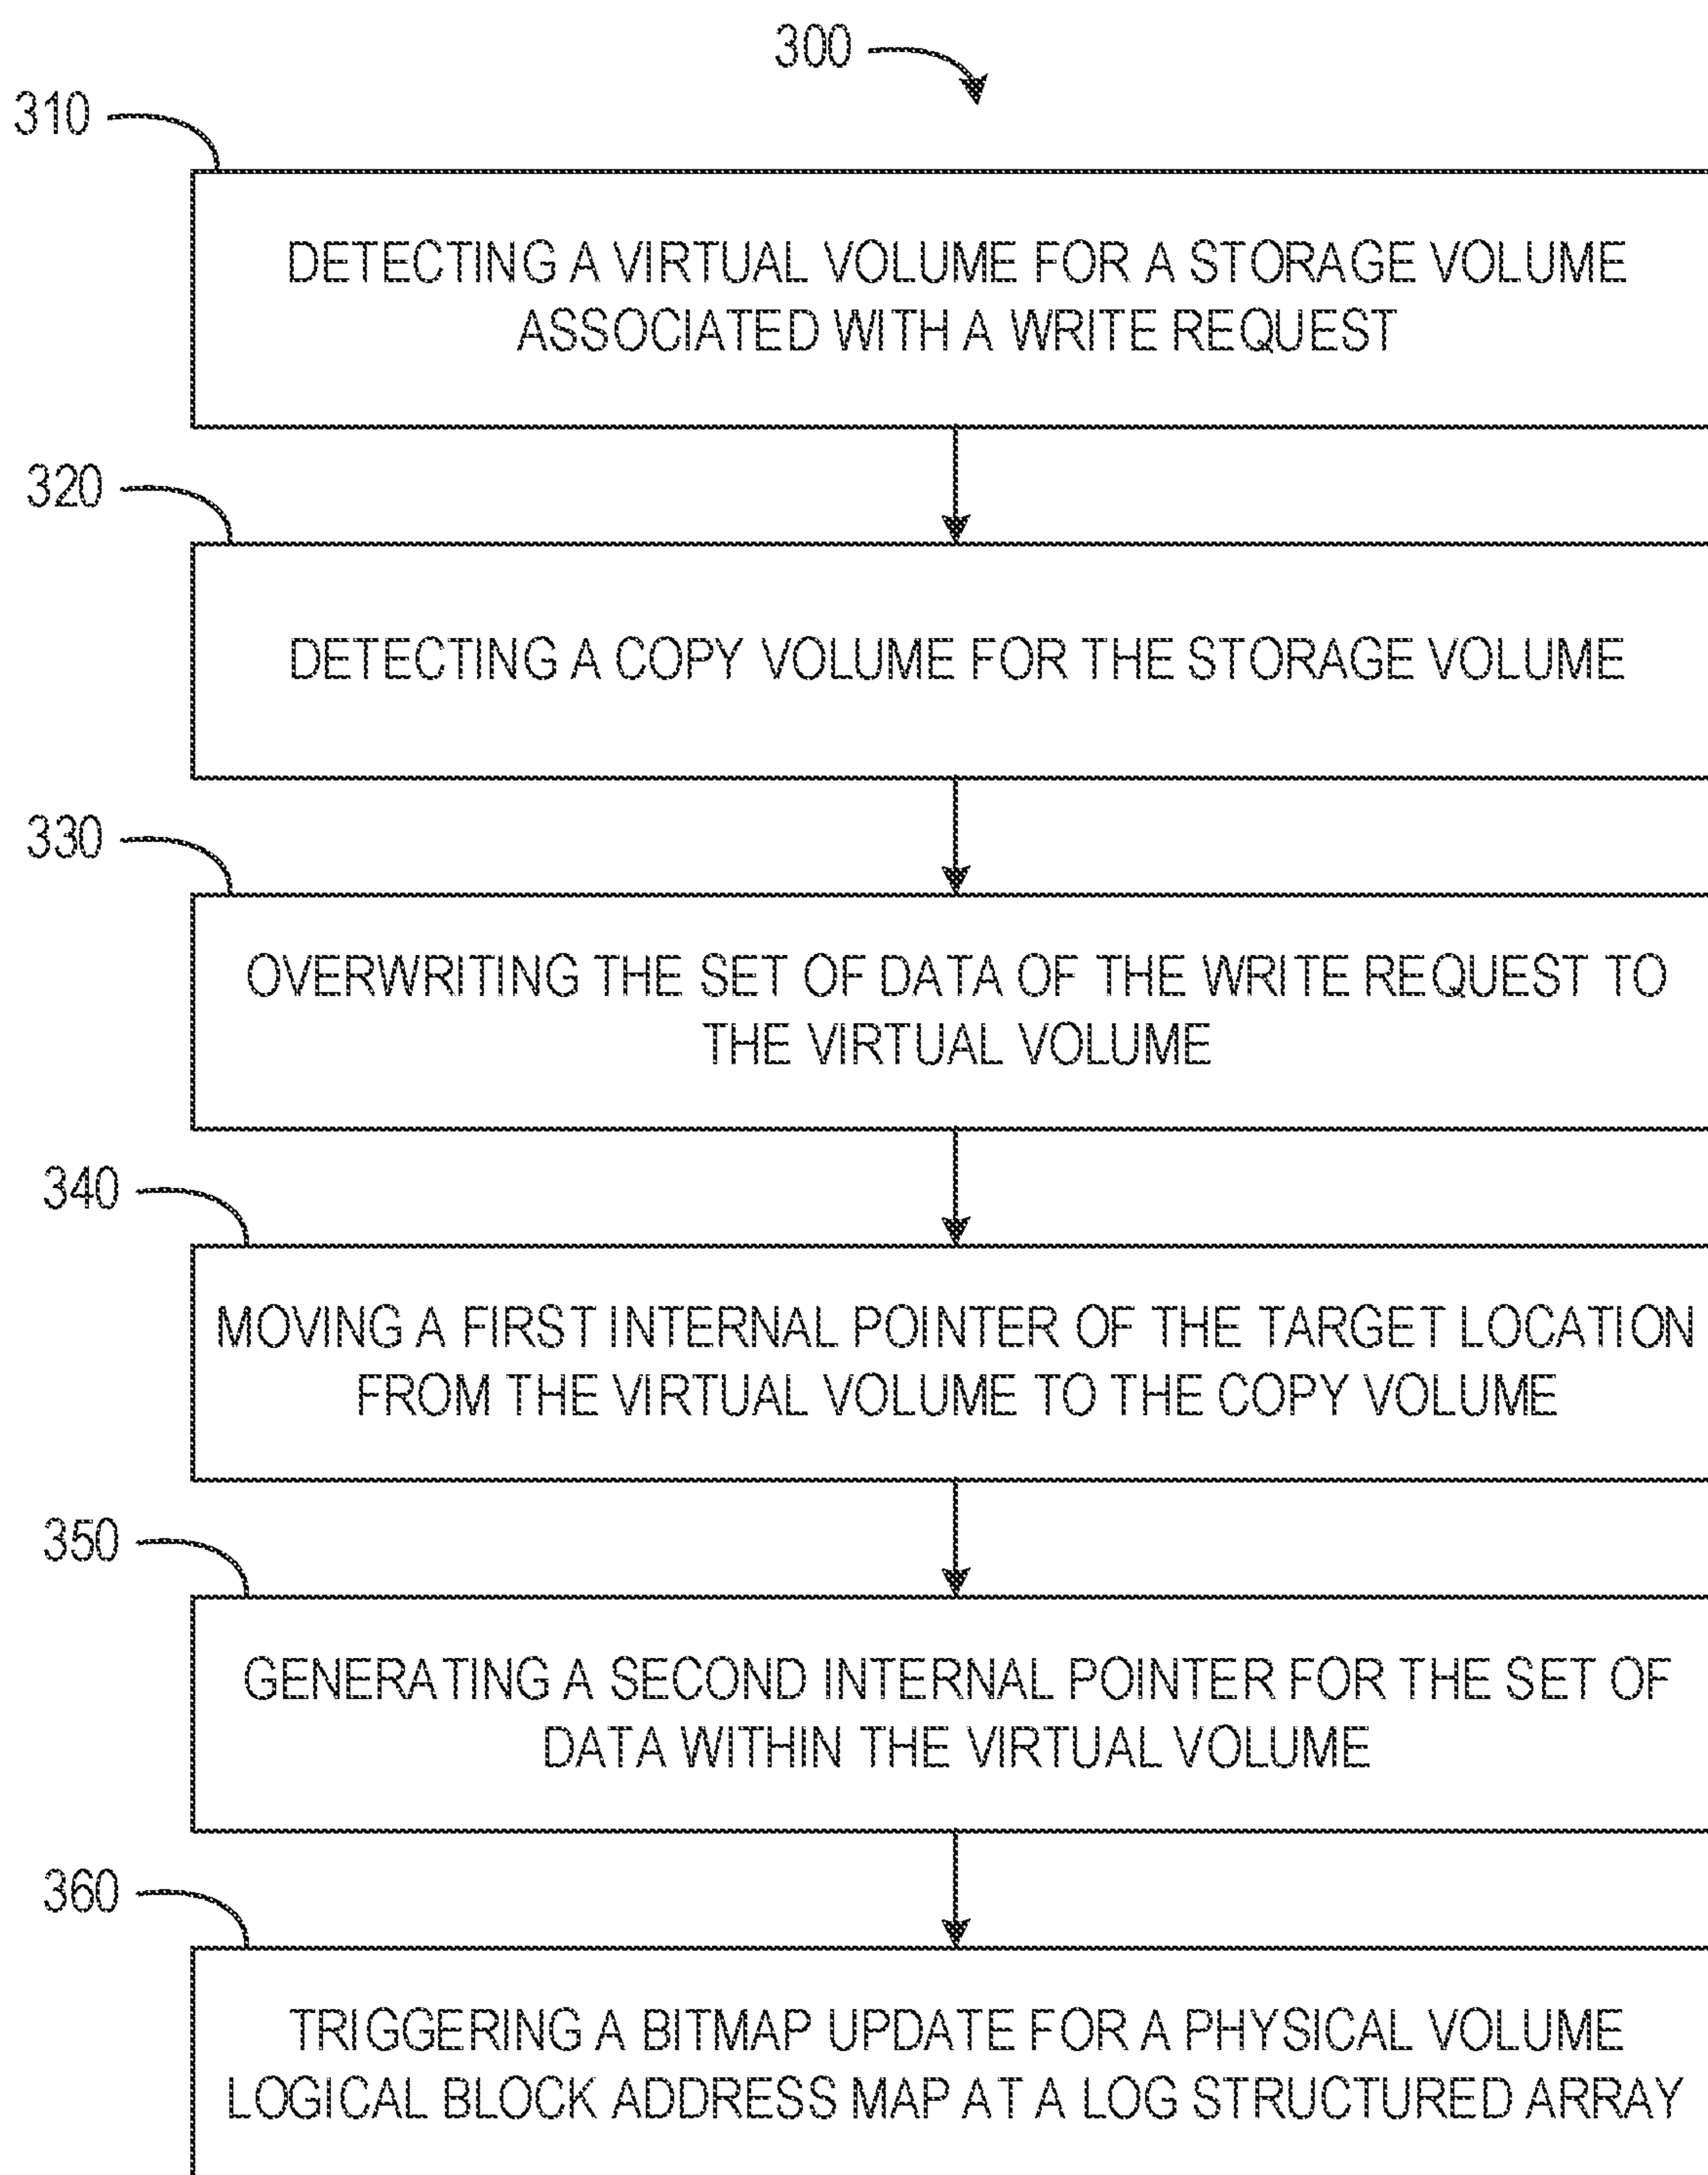 300
310
DETECTING A VIRTUAL VOLUME FOR A STORAGE VOLUME
ASSOCIATED WITH A WRITE REQUEST
320
DETECTING A COPY VOLUME FOR THE STORAGE VOLUME
330
OVERWRITING THE SET OF DATA OF THE WRITE REQUEST TO
THE VIRTUAL VOLUME
340
MOVING A FIRST INTERNAL POINTER OF THE TARGET LOCATION
FROM THE VIRTUAL VOLUME TO THE COPY VOLUME
350
GENERATING A SECOND INTERNAL POINTER FOR THE SET OF
DATA WITHIN THE VIRTUAL VOLUME
360
TRIGGERING A BITMAP UPDATE FOR A PHYSICAL VOLUME
LOGICAL BLOCK ADDRESS MAP AT A LOG STRUCTURED ARRAY